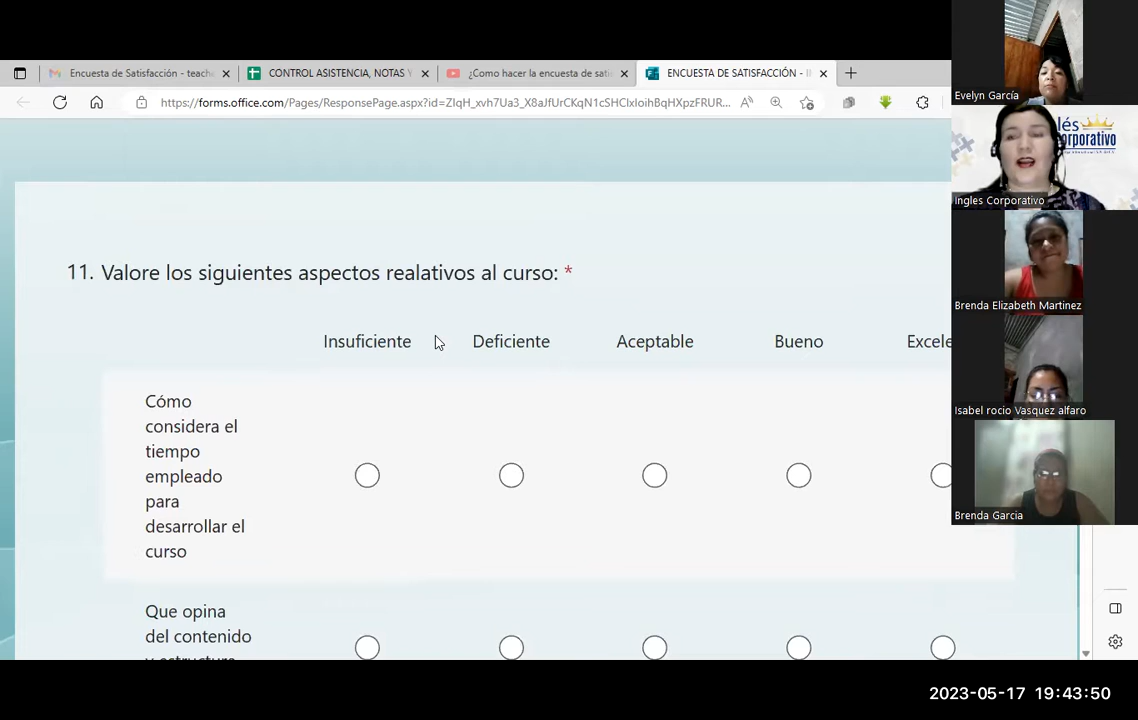 Encuesta de Satisfacción - teach
CONTROL ASISTENCIA, NOTAS Y
¿Como hacer la encuesta de sati
ENCUESTA DE SATISFACCIÓN - I
https://forms.office.com/Pages/ResponsePage.aspx?id=
11. Valore los siguientes aspectos realativos al curso: *
Insuficiente Deficiente Aceptable Bueno Excele
Cómo
considera el
tiempo
empleado
para
desarrollar el
curso
Que opina
del contenido
y estructura
Evelyn García
lés
orporativo
Ingles Corporativo
Brenda Elizabeth Martinez
Isabel rocio Vasquez alfaro
Brenda Garcia
2023-05-17 19:43:50